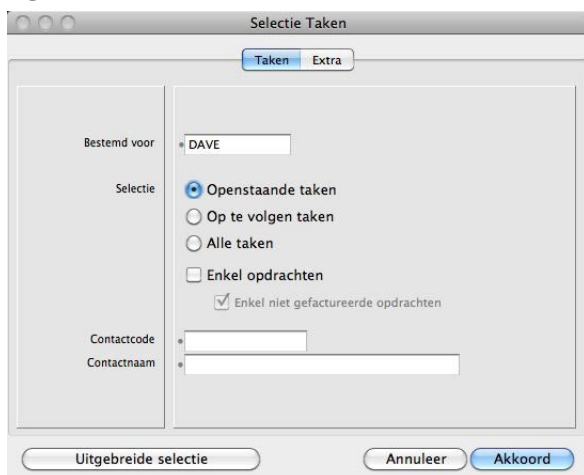 Selectie Taken
Taken Extra
Bestemd voor DAVE
Selectie Openstaande taken
Op te volgen taken
Alle taken
Enkel opdrachten
Enkel niet gefactureerde opdrachten
Contactcode
Contactnaam
Uitgebreide selectie Annuleer Akkoord